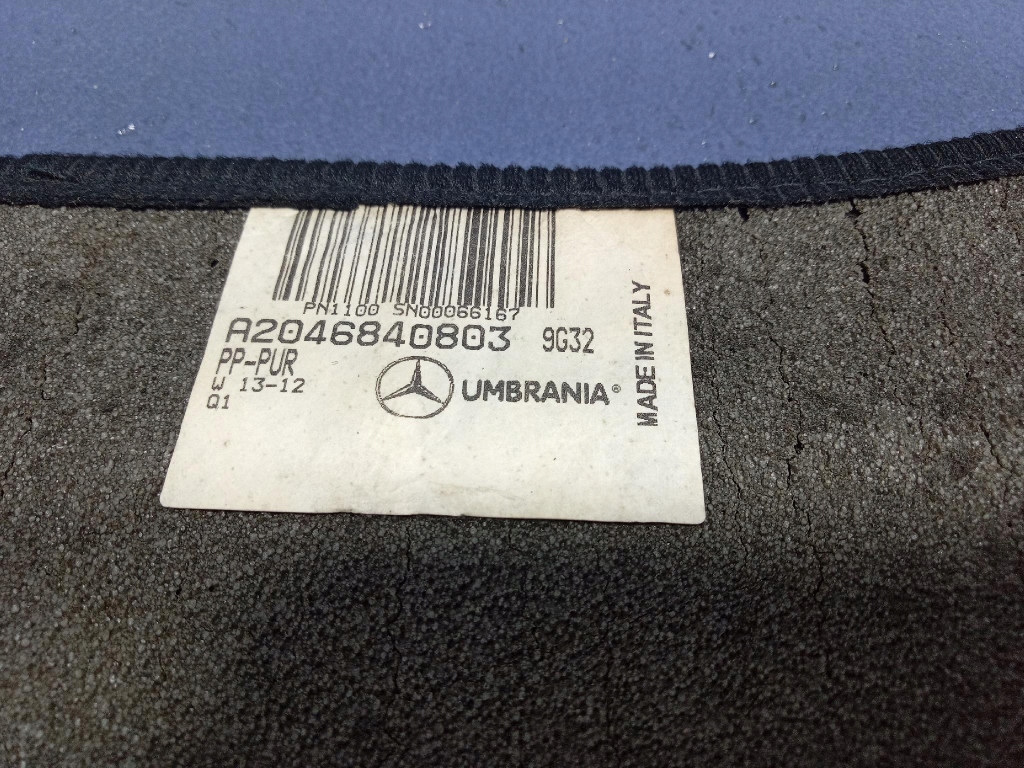 PN1100 SN00066167
A2046840803 9G32
PP-PUR
W 13-12
Q1
UMBRANIA®
MADE IN ITALY